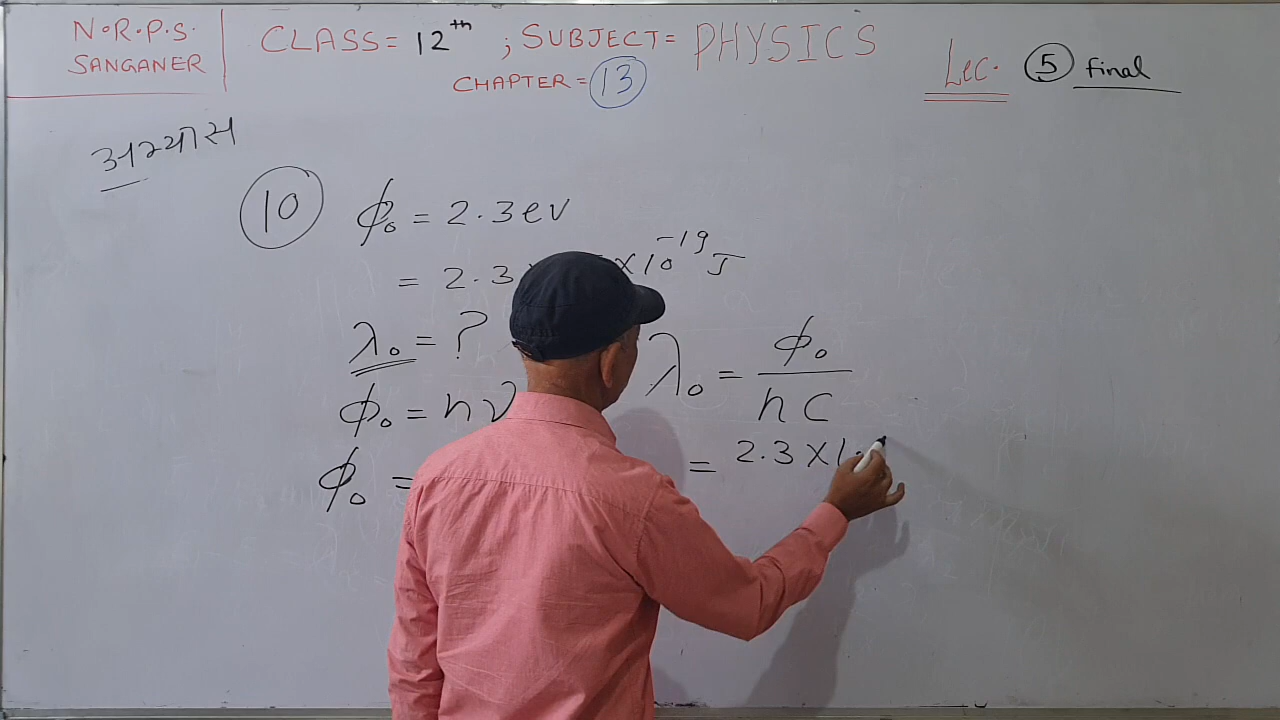 N.R.P.S.
SANGANER
CLASS= 12th ; SUBJECT= PHYSICS
CHAPTER = 13
Lec. 5 final
अभ्यास
10 ϕ₀ = 2.3 eV
= 2.3 ×10⁻¹⁹ J
λ₀ = ?
ϕ₀ = hν
ϕ₀ =
λ₀ = ϕ₀ / hc
= 2.3 × 1.